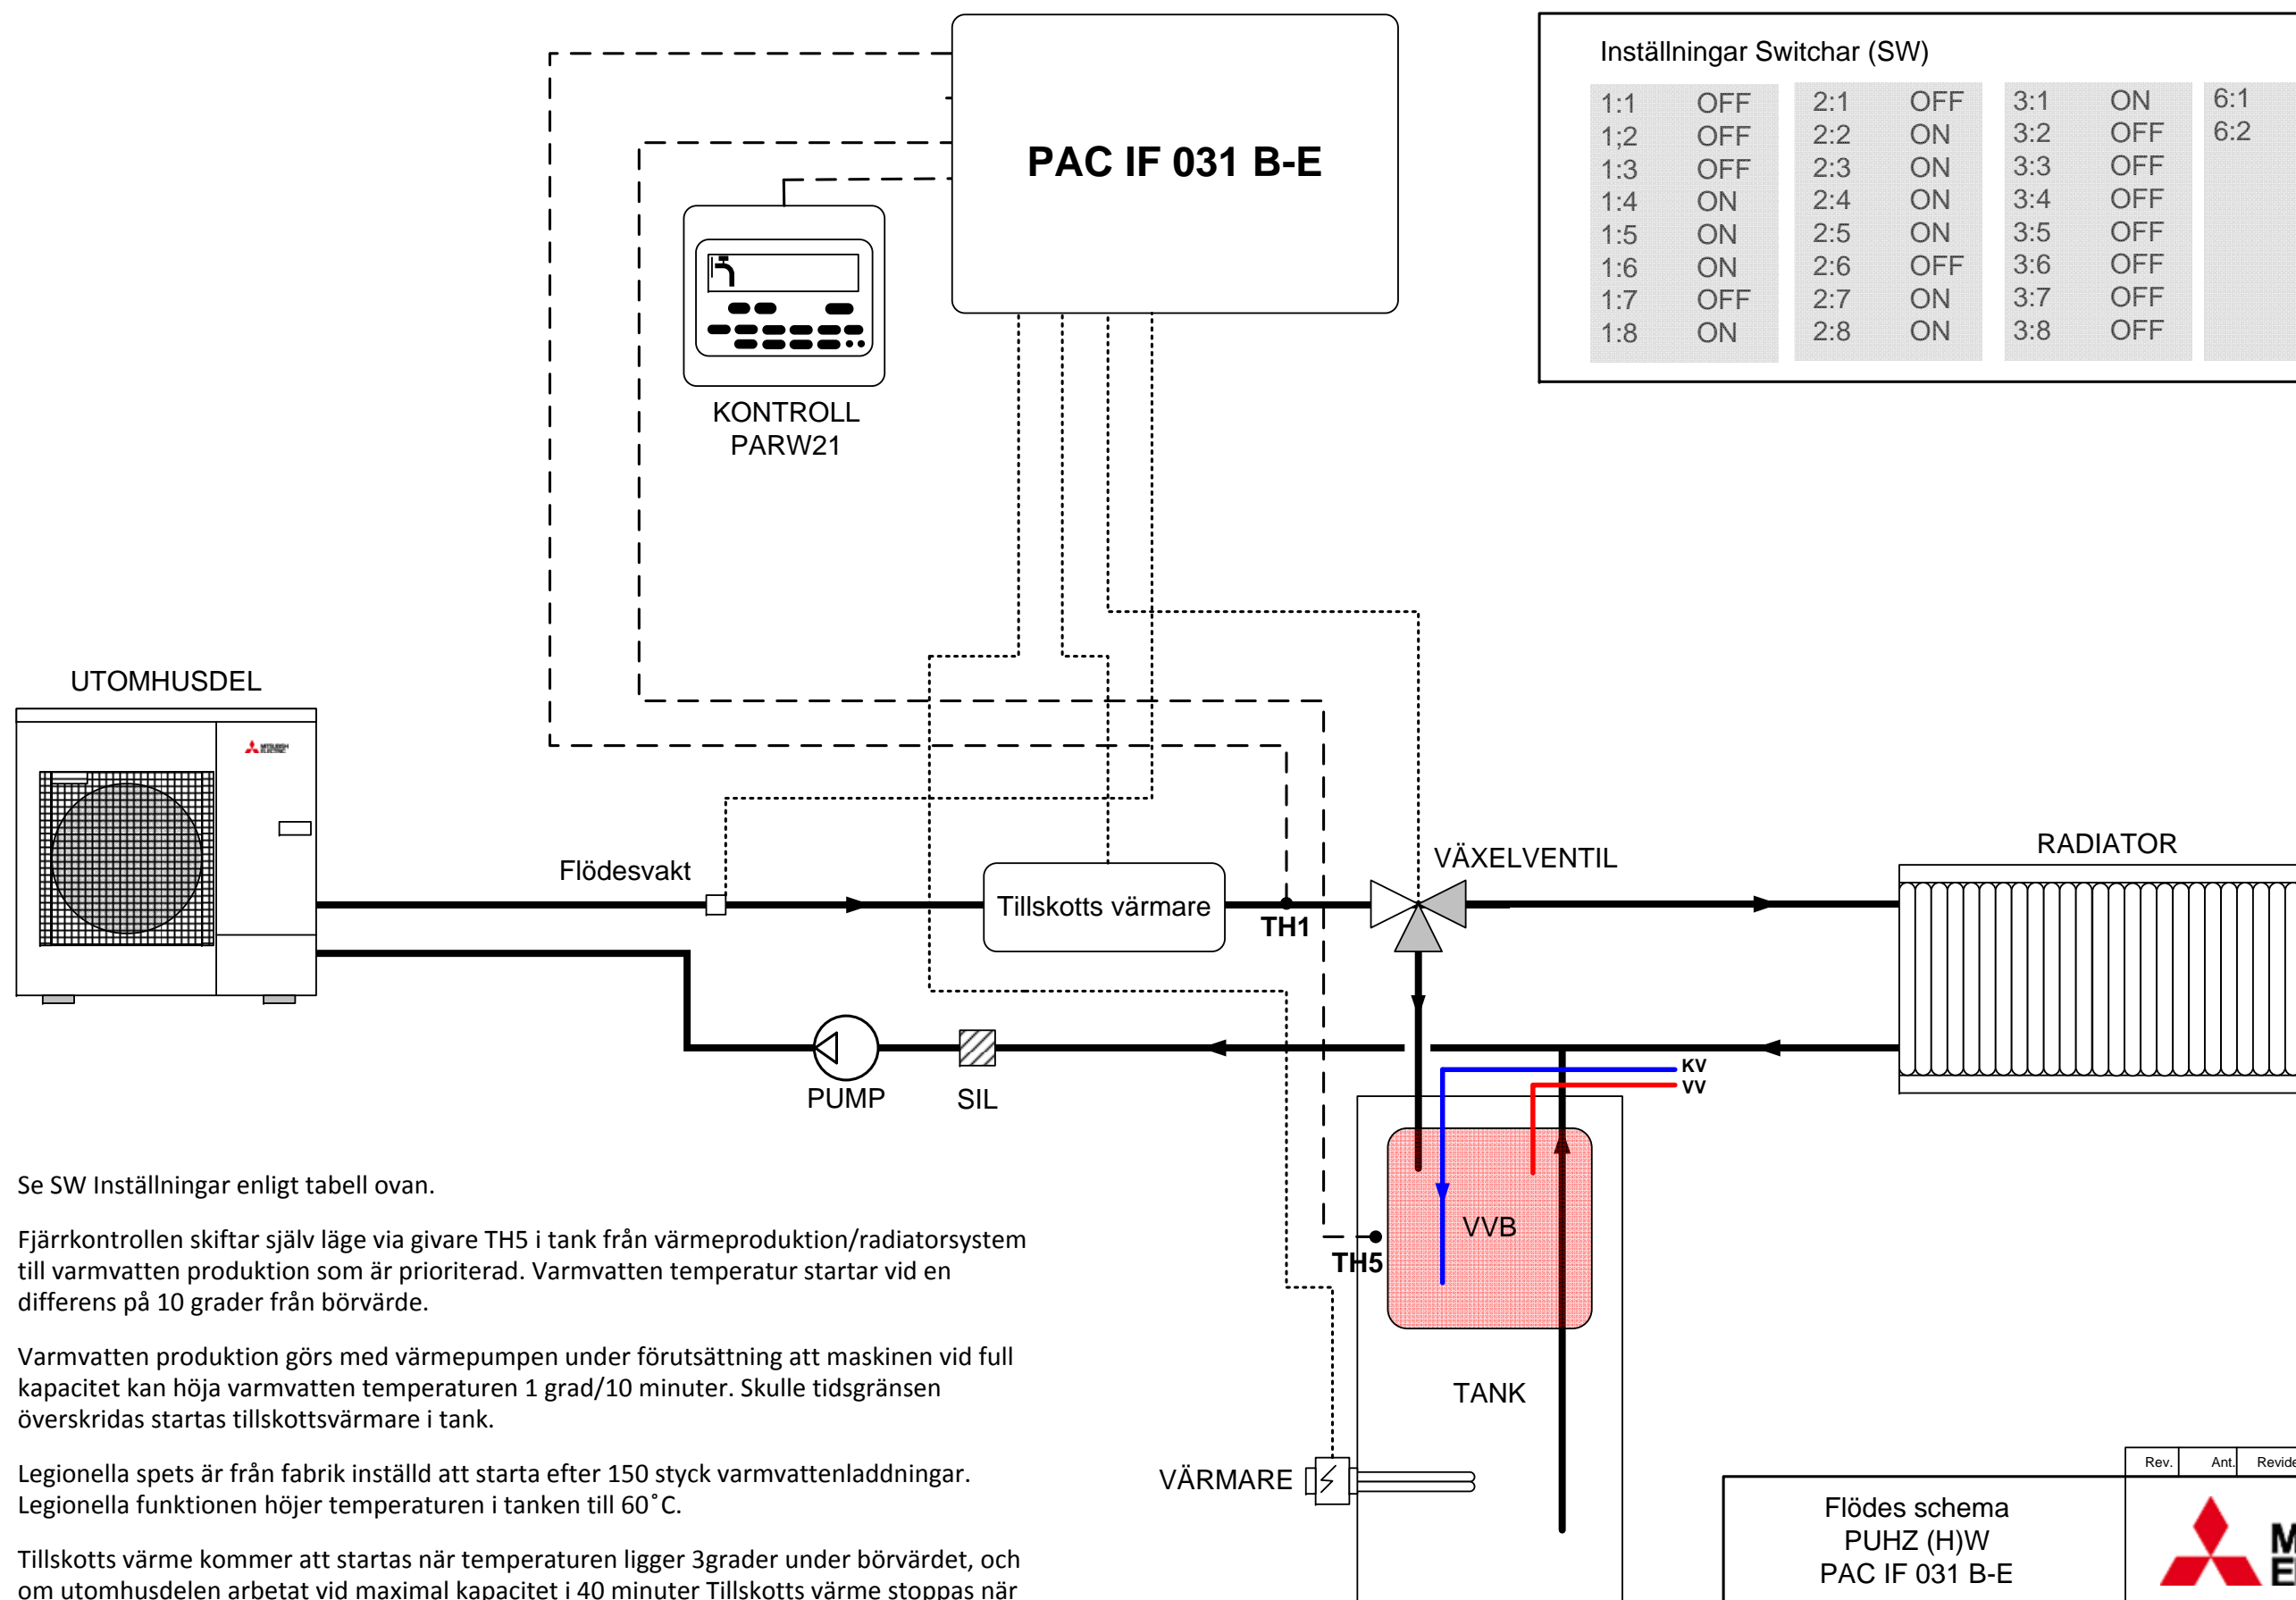 PAC IF 031 B-E
Inställningar Switchar (SW)
1:1 OFF 2:1 OFF 3:1 ON 6:1
1;2 OFF 2:2 ON 3:2 OFF 6:2
1:3 OFF 2:3 ON 3:3 OFF
1:4 ON 2:4 ON 3:4 OFF
1:5 ON 2:5 ON 3:5 OFF
1:6 ON 2:6 OFF 3:6 OFF
1:7 OFF 2:7 ON 3:7 OFF
1:8 ON 2:8 ON 3:8 OFF
KONTROLL
PARW21
UTOMHUSDEL
MITSUBISHI
ELECTRIC
Flödesvakt
Tillskotts värmare
TH1
VÄXELVENTIL
RADIATOR
PUMP
SIL
KV
VV
VVB
TH5
TANK
VÄRMARE
Se SW Inställningar enligt tabell ovan.
Fjärrkontrollen skiftar själv läge via givare TH5 i tank från värmeproduktion/radiatorsystem
till varmvatten produktion som är prioriterad. Varmvatten temperatur startar vid en
differens på 10 grader från börvärde.
Varmvatten produktion görs med värmepumpen under förutsättning att maskinen vid full
kapacitet kan höja varmvatten temperaturen 1 grad/10 minuter. Skulle tidsgränsen
överskridas startas tillskottsvärmare i tank.
Legionella spets är från fabrik inställd att starta efter 150 styck varmvattenladdningar.
Legionella funktionen höjer temperaturen i tanken till 60˚C.
Tillskotts värme kommer att startas när temperaturen ligger 3grader under börvärdet, och
om utomhusdelen arbetat vid maximal kapacitet i 40 minuter Tillskotts värme stoppas när
Flödes schema
PUHZ (H)W
PAC IF 031 B-E
Rev. Ant. Revide